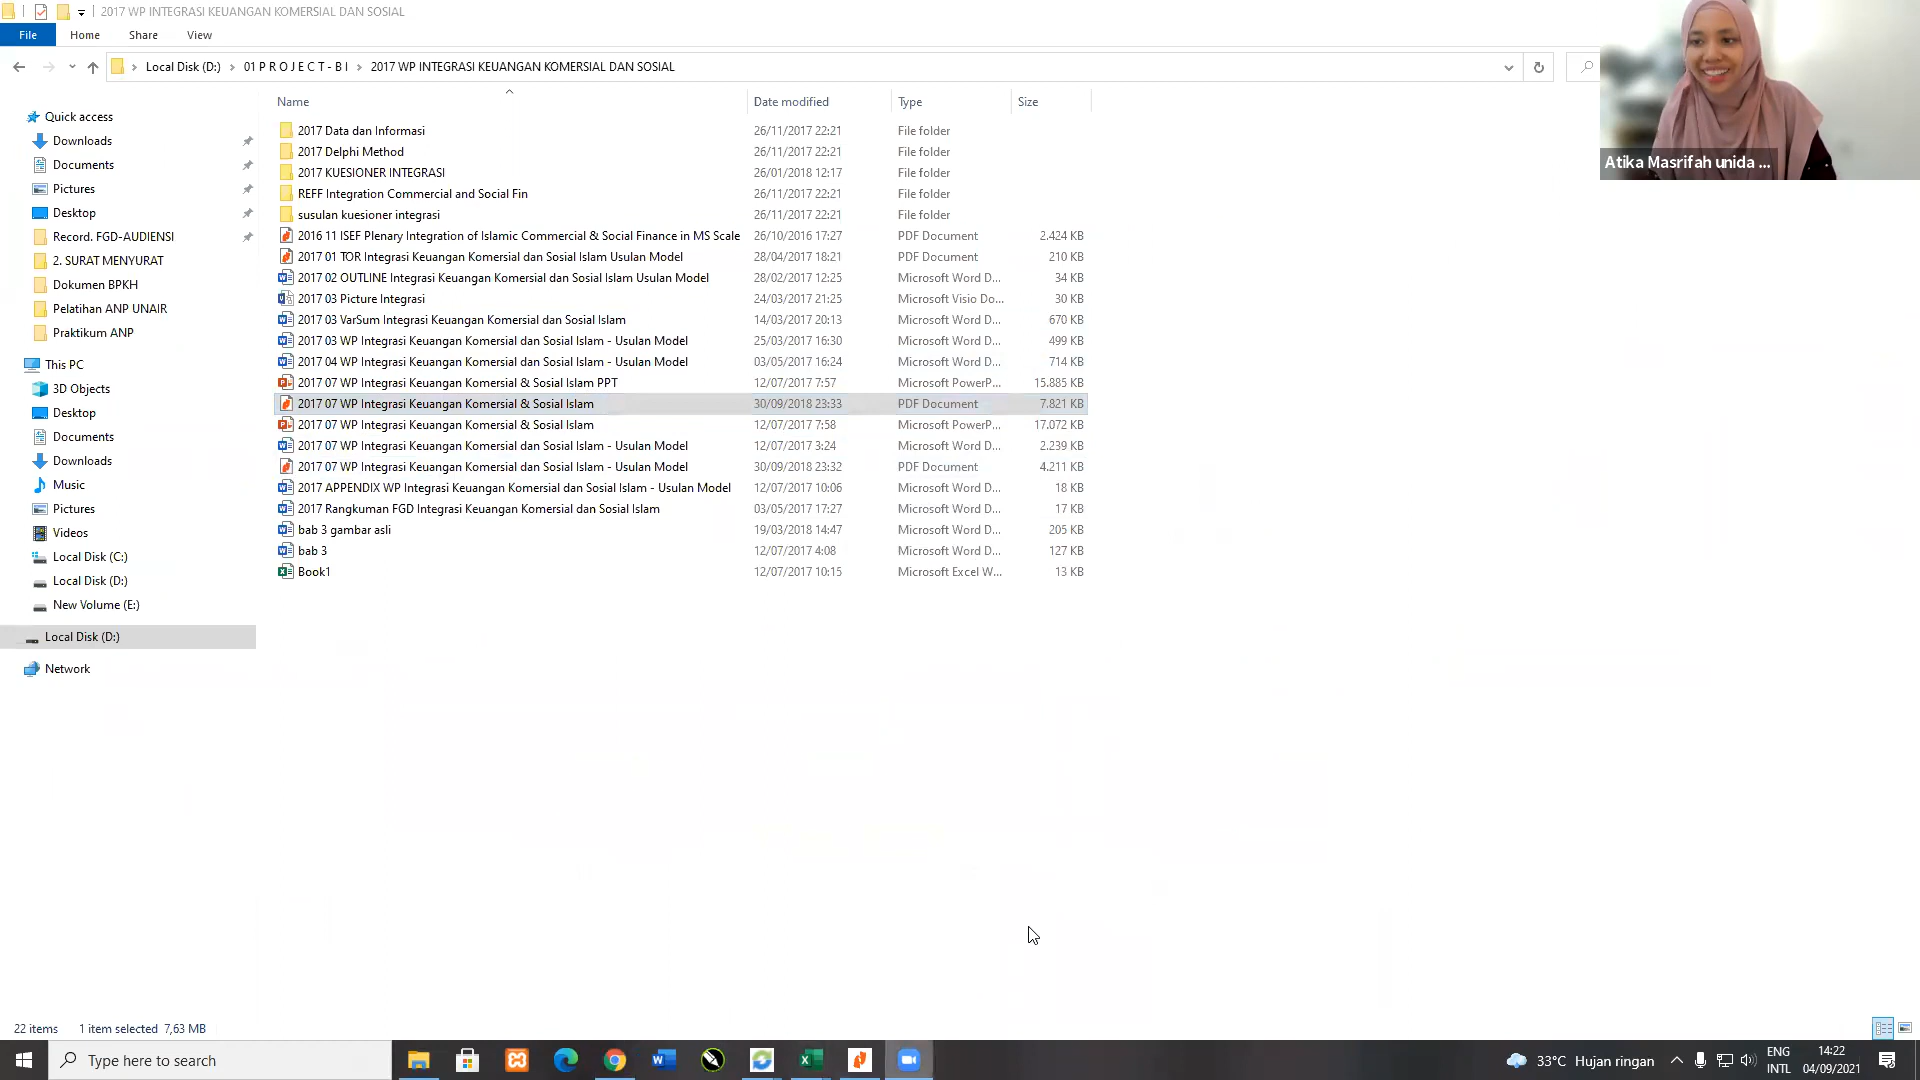 2017 WP INTEGRASI KEUANGAN KOMERSIAL DAN SOSIAL
File Home Share View
Local Disk (D:) 01 P R O J E C T - B I 2017 WP INTEGRASI KEUANGAN KOMERSIAL DAN SOSIAL
Atika Masrifah unida ...
Quick access
Downloads
Documents
Pictures
Desktop
Record. FGD-AUDIENSI
2. SURAT MENYURAT
Dokumen BPKH
Pelatihan ANP UNAIR
Praktikum ANP
This PC
3D Objects
Desktop
Documents
Downloads
Music
Pictures
Videos
Local Disk (C:)
Local Disk (D:)
New Volume (E:)
Local Disk (D:)
Network
Name Date modified Type Size
2017 Data dan Informasi 26/11/2017 22:21 File folder
2017 Delphi Method 26/11/2017 22:21 File folder
2017 KUESIONER INTEGRASI 26/01/2018 12:17 File folder
REFF Integration Commercial and Social Fin 26/11/2017 22:21 File folder
susulan kuesioner integrasi 26/11/2017 22:21 File folder
2016 11 ISEF Plenary Integration of Islamic Commercial & Social Finance in MS Scale 26/10/2016 17:27 PDF Document 2.424 KB
2017 01 TOR Integrasi Keuangan Komersial dan Sosial Islam Usulan Model 28/04/2017 18:21 PDF Document 210 KB
2017 02 OUTLINE Integrasi Keuangan Komersial dan Sosial Islam Usulan Model 28/02/2017 12:25 Microsoft Word D... 34 KB
2017 03 Picture Integrasi 24/03/2017 21:25 Microsoft Visio Do... 30 KB
2017 03 VarSum Integrasi Keuangan Komersial dan Sosial Islam 14/03/2017 20:13 Microsoft Word D... 670 KB
2017 03 WP Integrasi Keuangan Komersial dan Sosial Islam - Usulan Model 25/03/2017 16:30 Microsoft Word D... 499 KB
2017 04 WP Integrasi Keuangan Komersial dan Sosial Islam - Usulan Model 03/05/2017 16:24 Microsoft Word D... 714 KB
2017 07 WP Integrasi Keuangan Komersial & Sosial Islam PPT 12/07/2017 7:57 Microsoft PowerP... 15.885 KB
2017 07 WP Integrasi Keuangan Komersial & Sosial Islam 30/09/2018 23:33 PDF Document 7.821 KB
2017 07 WP Integrasi Keuangan Komersial & Sosial Islam 12/07/2017 7:58 Microsoft PowerP... 17.072 KB
2017 07 WP Integrasi Keuangan Komersial dan Sosial Islam - Usulan Model 12/07/2017 3:24 Microsoft Word D... 2.239 KB
2017 07 WP Integrasi Keuangan Komersial dan Sosial Islam - Usulan Model 30/09/2018 23:32 PDF Document 4.211 KB
2017 APPENDIX WP Integrasi Keuangan Komersial dan Sosial Islam - Usulan Model 12/07/2017 10:06 Microsoft Word D... 18 KB
2017 Rangkuman FGD Integrasi Keuangan Komersial dan Sosial Islam 03/05/2017 17:27 Microsoft Word D... 17 KB
bab 3 gambar asli 19/03/2018 14:47 Microsoft Word D... 205 KB
bab 3 12/07/2017 4:08 Microsoft Word D... 127 KB
Book1 12/07/2017 10:15 Microsoft Excel W... 13 KB
22 items 1 item selected 7,63 MB
Type here to search
33°C Hujan ringan
ENG
INTL
14:22
04/09/2021